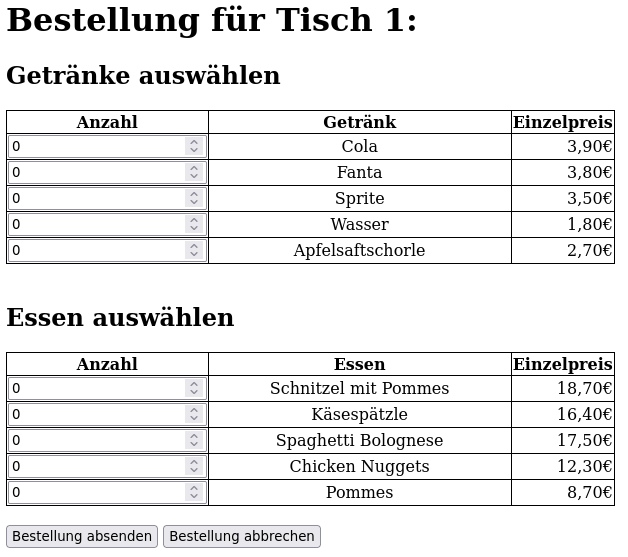 Bestellung für Tisch 1:
Getränke auswählen
Anzahl Getränk Einzelpreis
0 Cola 3,90€
0 Fanta 3,80€
0 Sprite 3,50€
0 Wasser 1,80€
0 Apfelsaftschorle 2,70€
Essen auswählen
Anzahl Essen Einzelpreis
0 Schnitzel mit Pommes 18,70€
0 Käsespätzle 16,40€
0 Spaghetti Bolognese 17,50€
0 Chicken Nuggets 12,30€
0 Pommes 8,70€
Bestellung absenden Bestellung abbrechen